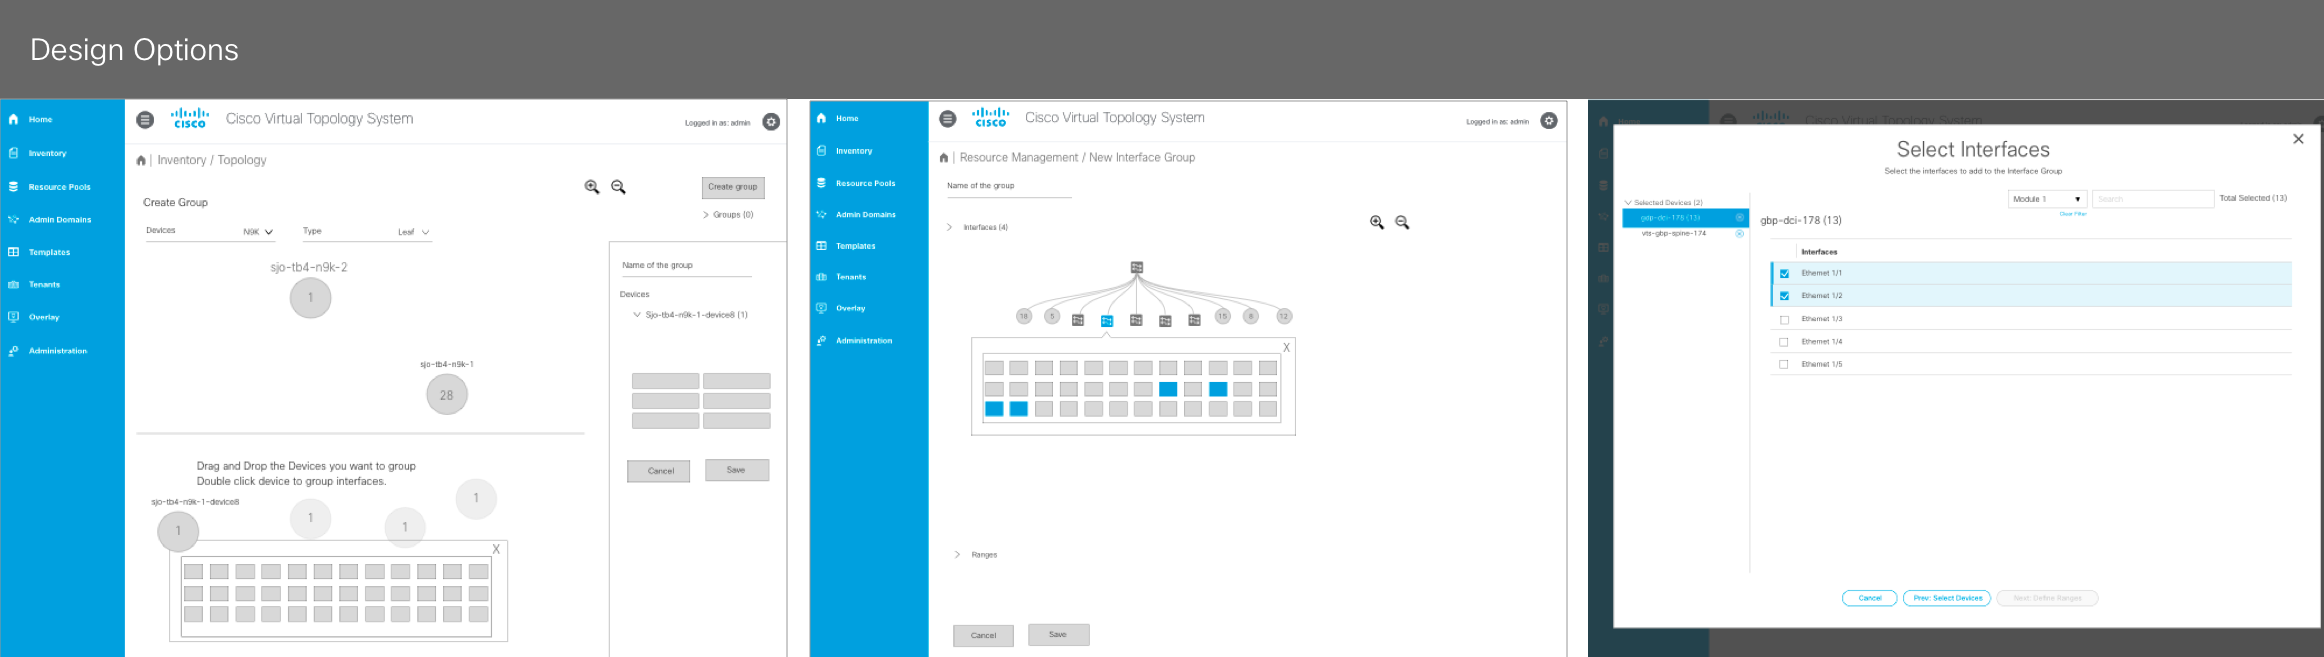 Design Options
Home
Inventory
Resource Pools
Admin Domains
Templates
Tenants
Overlay
Administration
CISCO
Cisco Virtual Topology System
Logged in as: admin
Inventory / Topology
Create group
Groups (0)
Create Group
Devices N9K
Type Leaf
sjo-tb4-n9k-2
1
sjo-tb4-n9k-1
28
Drag and Drop the Devices you want to group
Double click device to group interfaces.
sjo-tb4-n9k-1-device8
1
1
1
1
X
Name of the group
Devices
Sjo-tb4-n9k-1-device8 (1)
Cancel
Save
Home
Inventory
Resource Pools
Admin Domains
Templates
Tenants
Overlay
Administration
CISCO
Cisco Virtual Topology System
Logged in as: admin
Resource Management / New Interface Group
Name of the group
Interfaces (4)
18
5
15
8
12
X
Ranges
Cancel
Save
Home
Cisco Virtual Topology System
Select Interfaces
Select the interfaces to add to the Interface Group
Selected Devices (2)
gdp-dci-178 (13)
vts-gbp-spine-174
Module 1
Search
Total Selected (13)
Clear Filter
gbp-dci-178 (13)
Interfaces
Ethernet 1/1
Ethernet 1/2
Ethernet 1/3
Ethernet 1/4
Ethernet 1/5
Cancel
Prev: Select Devices
Next: Define Ranges